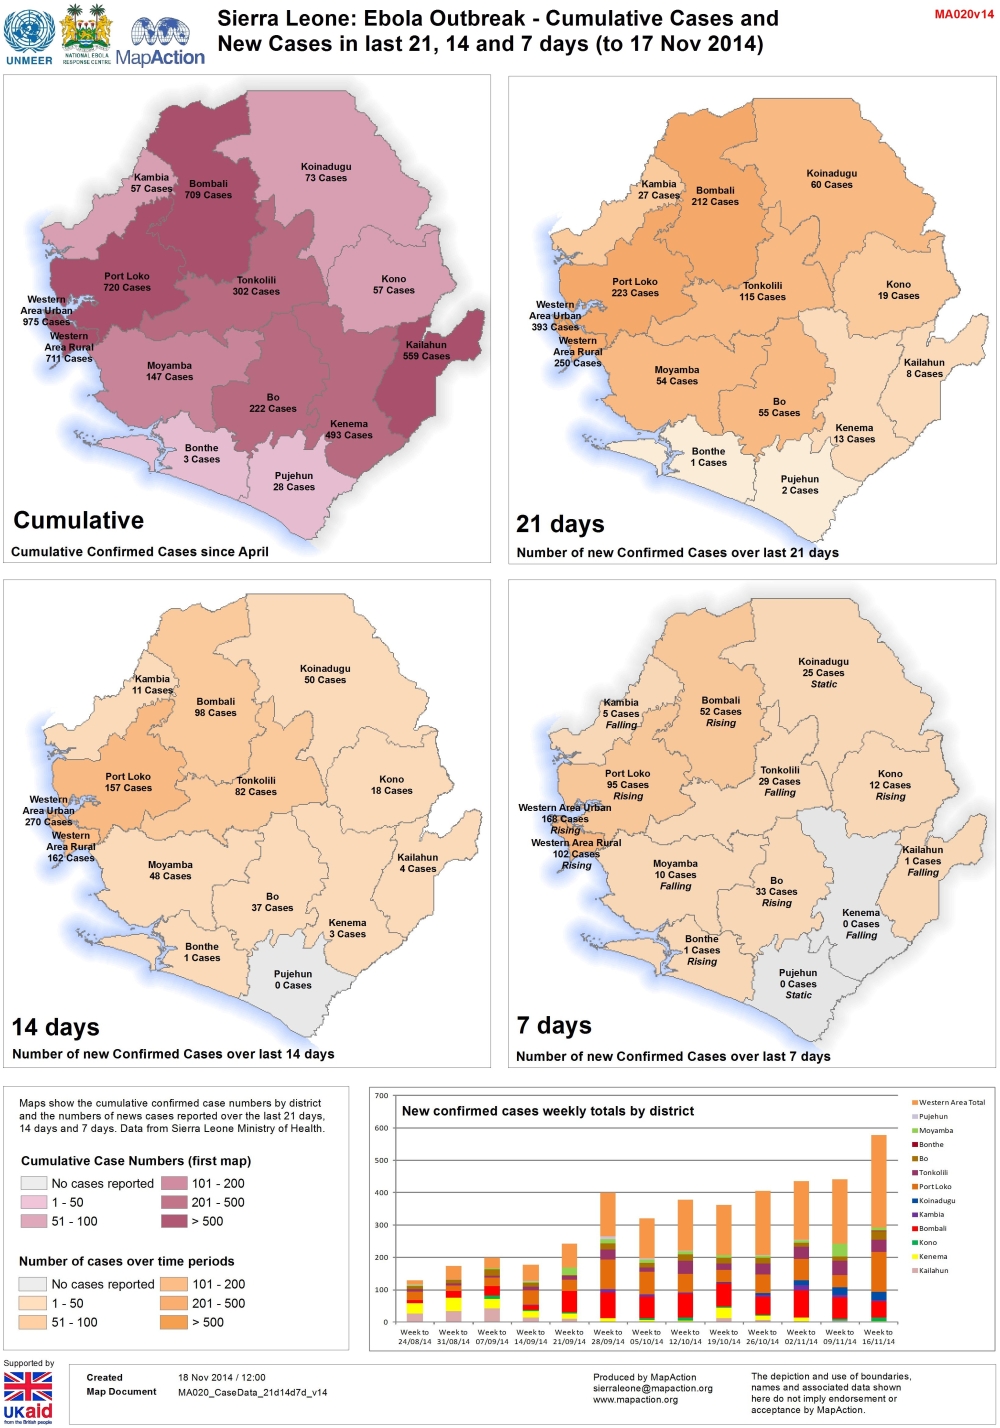 Sierra Leone: Ebola Outbreak - Cumulative Cases and
New Cases in last 21, 14 and 7 days (to 17 Nov 2014)
MA020v14
UNMEER
NATIONAL EBOLA
RESPONSE CENTRE
MapAction
Koinadugu
73 Cases
Kambia
57 Cases
Bombali
709 Cases
Port Loko
720 Cases
Tonkolili
302 Cases
Kono
57 Cases
Western
Area Urban
975 Cases
Western
Area Rural
711 Cases
Kailahun
559 Cases
Moyamba
147 Cases
Bo
222 Cases
Kenema
493 Cases
Bonthe
3 Cases
Pujehun
28 Cases
Cumulative
Cumulative Confirmed Cases since April
Koinadugu
60 Cases
Kambia
27 Cases
Bombali
212 Cases
Port Loko
223 Cases
Tonkolili
115 Cases
Kono
19 Cases
Western
Area Urban
393 Cases
Western
Area Rural
250 Cases
Kailahun
8 Cases
Moyamba
54 Cases
Bo
55 Cases
Kenema
13 Cases
Bonthe
1 Cases
Pujehun
2 Cases
21 days
Number of new Confirmed Cases over last 21 days
Koinadugu
50 Cases
Kambia
11 Cases
Bombali
98 Cases
Port Loko
157 Cases
Tonkolili
82 Cases
Kono
18 Cases
Western
Area Urban
270 Cases
Western
Area Rural
162 Cases
Kailahun
4 Cases
Moyamba
48 Cases
Bo
37 Cases
Kenema
3 Cases
Bonthe
1 Cases
Pujehun
0 Cases
14 days
Number of new Confirmed Cases over last 14 days
Koinadugu
25 Cases
Static
Kambia
5 Cases
Falling
Bombali
52 Cases
Rising
Port Loko
95 Cases
Rising
Tonkolili
29 Cases
Falling
Kono
12 Cases
Rising
Western Area Urban
168 Cases
Rising
Western Area Rural
102 Cases
Rising
Kailahun
1 Cases
Falling
Moyamba
10 Cases
Falling
Bo
33 Cases
Rising
Kenema
0 Cases
Falling
Bonthe
1 Cases
Rising
Pujehun
0 Cases
Static
7 days
Number of new Confirmed Cases over last 7 days
Maps show the cumulative confirmed case numbers by district
and the numbers of news cases reported over the last 21 days,
14 days and 7 days. Data from Sierra Leone Ministry of Health.
Cumulative Case Numbers (first map)
No cases reported
1 - 50
51 - 100
101 - 200
201 - 500
> 500
Number of cases over time periods
No cases reported
1 - 50
51 - 100
101 - 200
201 - 500
> 500
New confirmed cases weekly totals by district
700
600
500
400
300
200
100
0
Week to 24/08/14
Week to 31/08/14
Week to 07/09/14
Week to 14/09/14
Week to 21/09/14
Week to 28/09/14
Week to 05/10/14
Week to 12/10/14
Week to 19/10/14
Week to 26/10/14
Week to 02/11/14
Week to 09/11/14
Week to 16/11/14
Western Area Total
Pujehun
Moyamba
Bonthe
Bo
Tonkolili
Port Loko
Koinadugu
Kambia
Bombali
Kono
Kenema
Kailahun
Supported by
UKaid
from the British people
Created 18 Nov 2014 / 12:00
Map Document MA020_CaseData_21d14d7d_v14
Produced by MapAction
sierraleone@mapaction.org
www.mapaction.org
The depiction and use of boundaries,
names and associated data shown
here do not imply endorsement or
acceptance by MapAction.